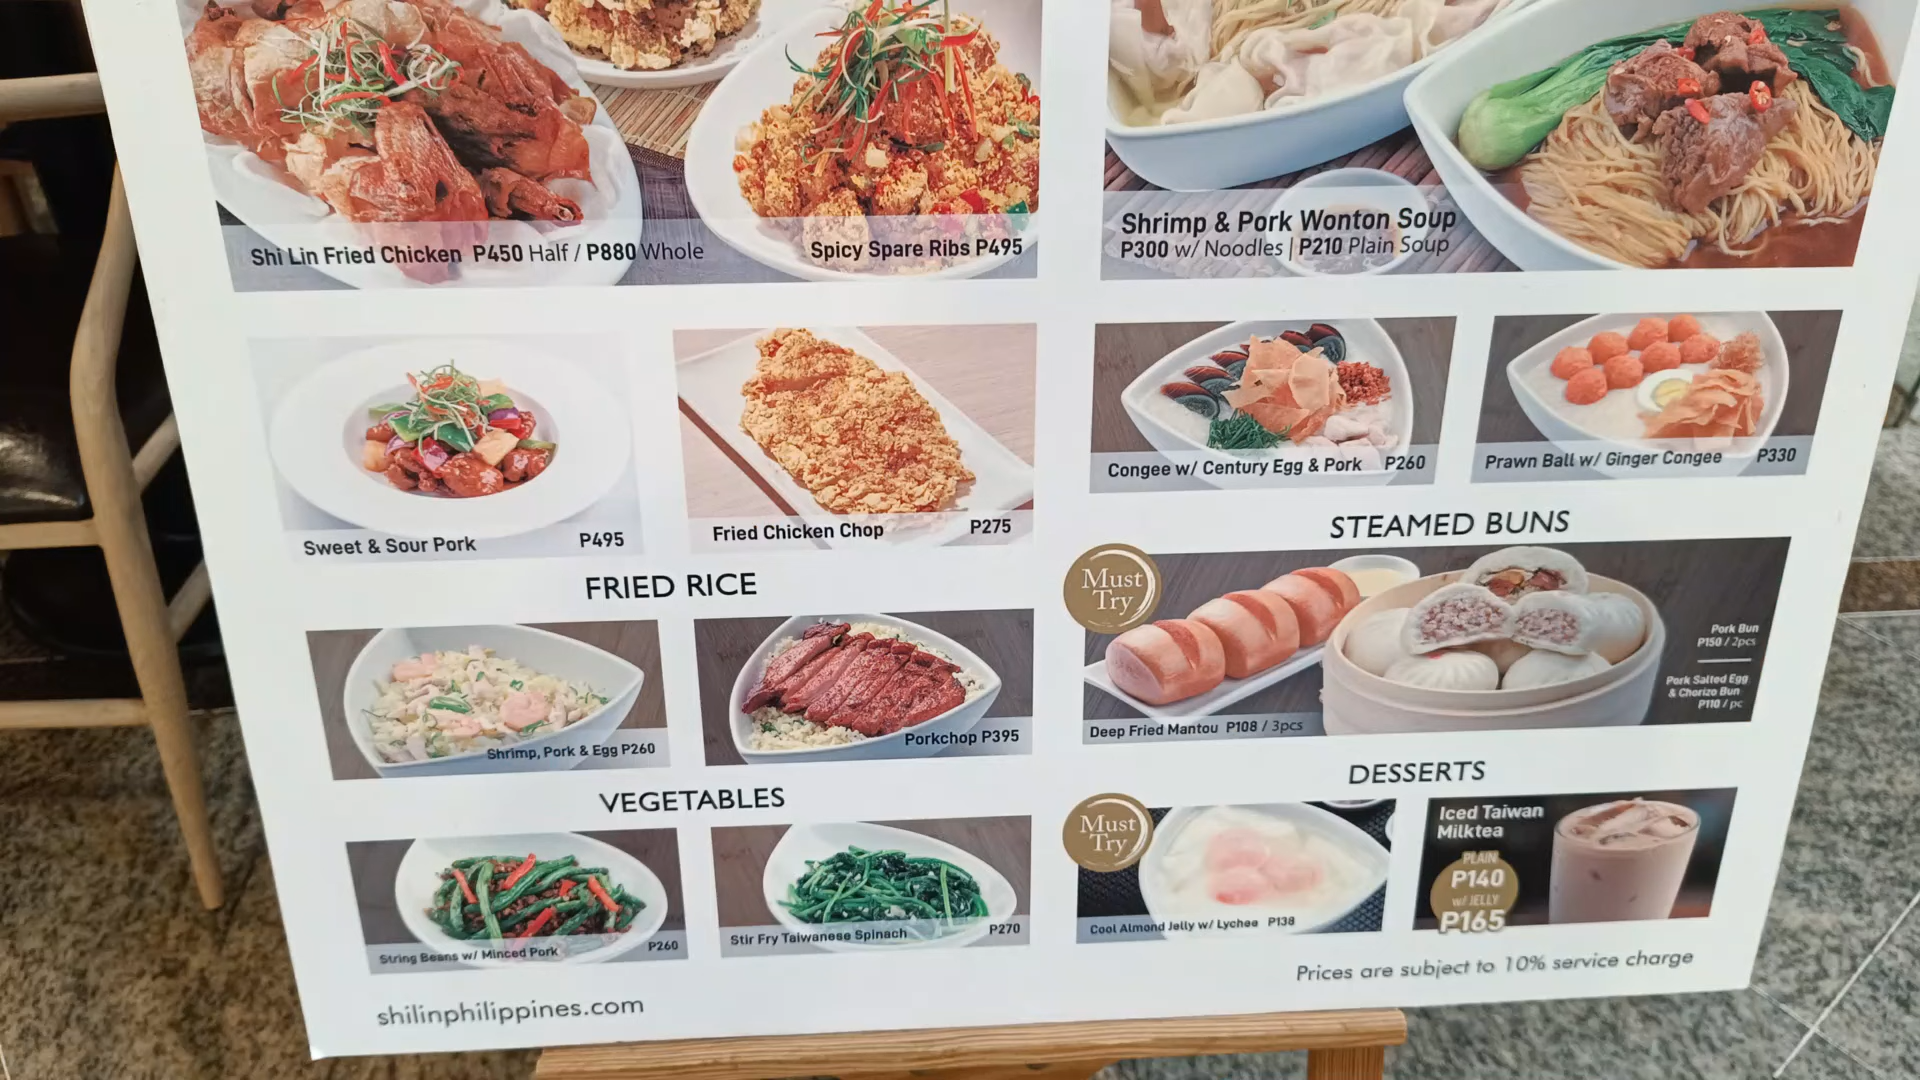 Shi Lin Fried Chicken P450 Half / P880 Whole
Spicy Spare Ribs P495
Shrimp & Pork Wonton Soup
P300 w/ Noodles | P210 Plain Soup
Sweet & Sour Pork P495
Fried Chicken Chop P275
Congee w/ Century Egg & Pork P260
Prawn Ball w/ Ginger Congee P330
FRIED RICE
Shrimp, Pork & Egg P260
Porkchop P395
STEAMED BUNS
Must
Try
Deep Fried Mantou P108 / 3pcs
Pork Bun
P150 / 2pcs
Pork Salted Egg
& Chorizo Bun
P110 / pc
VEGETABLES
String Beans w/ Minced Pork P260
Stir Fry Taiwanese Spinach P270
DESSERTS
Must
Try
Cool Almond Jelly w/ Lychee P138
Iced Taiwan
Milktea
PLAIN
P140
w/ JELLY
P165
Prices are subject to 10% service charge
shilinphilippines.com